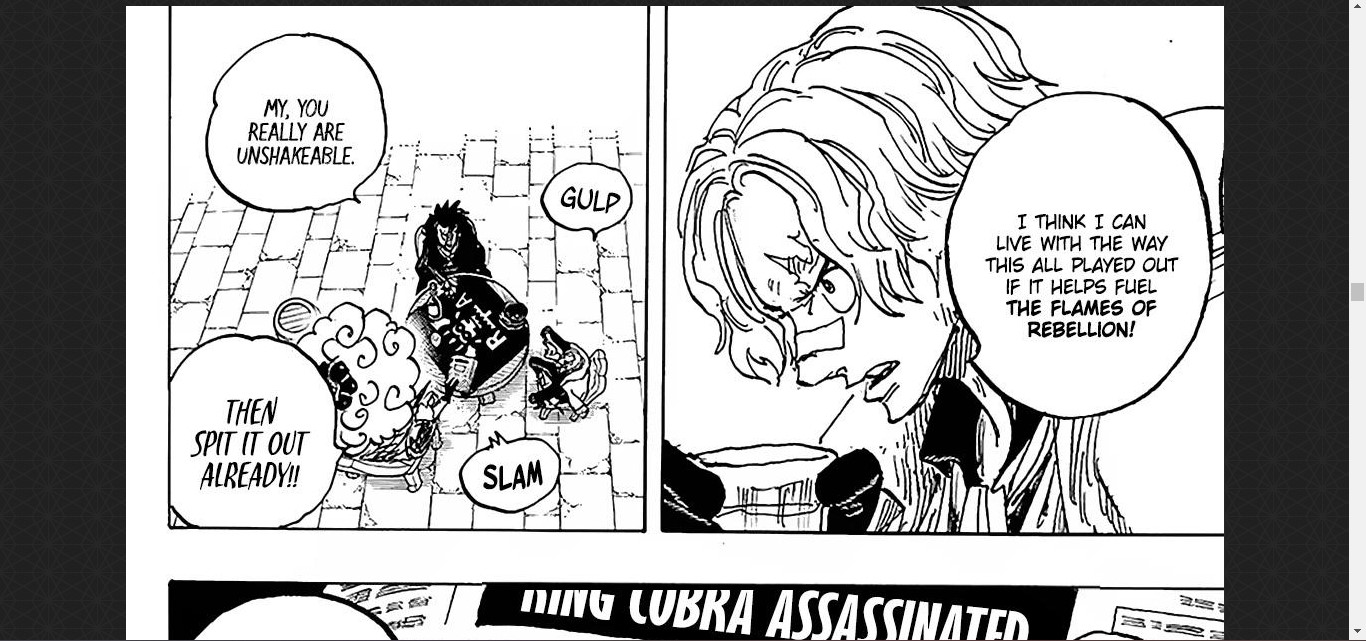 I THINK I CAN
LIVE WITH THE WAY
THIS ALL PLAYED OUT
IF IT HELPS FUEL
THE FLAMES OF
REBELLION!
GULP
MY, YOU
REALLY ARE
UNSHAKEABLE.
SLAM
THEN
SPIT IT OUT
ALREADY!!
KING COBRA ASSASSINATED